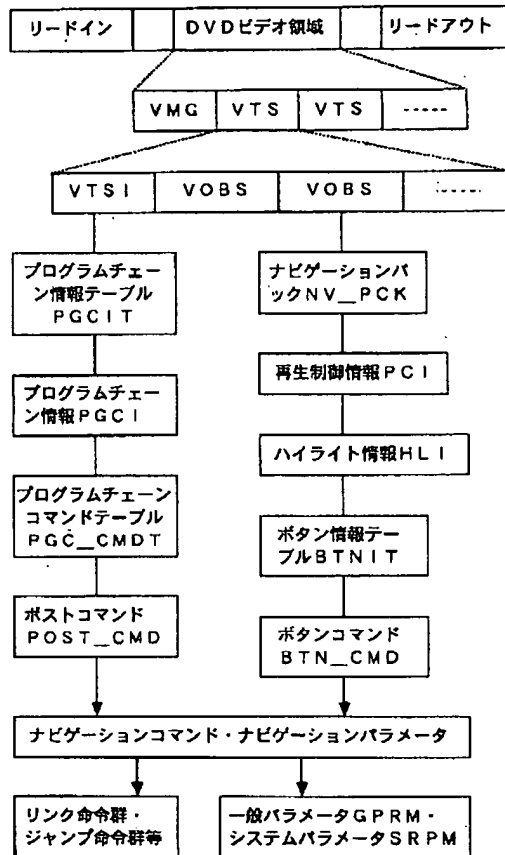 リードイン
DVDビデオ領域
リードアウト
VMG
VTS
VTS
-----
VTSI
VOBS
VOBS
-----
プログラムチェー
ン情報テーブル
PGCIT
ナビゲーションパ
ックNV_PCK
プログラムチェー
ン情報PGCI
再生制御情報PCI
ハイライト情報HLI
プログラムチェーン
コマンドテーブル
PGC_CMDT
ボタン情報テー
ブルBTNIT
ポストコマンド
POST_CMD
ボタンコマンド
BTN_CMD
ナビゲーションコマンド・ナビゲーションパラメータ
リンク命令群・
ジャンプ命令群等
一般パラメータGPRM・
システムパラメータSRPM